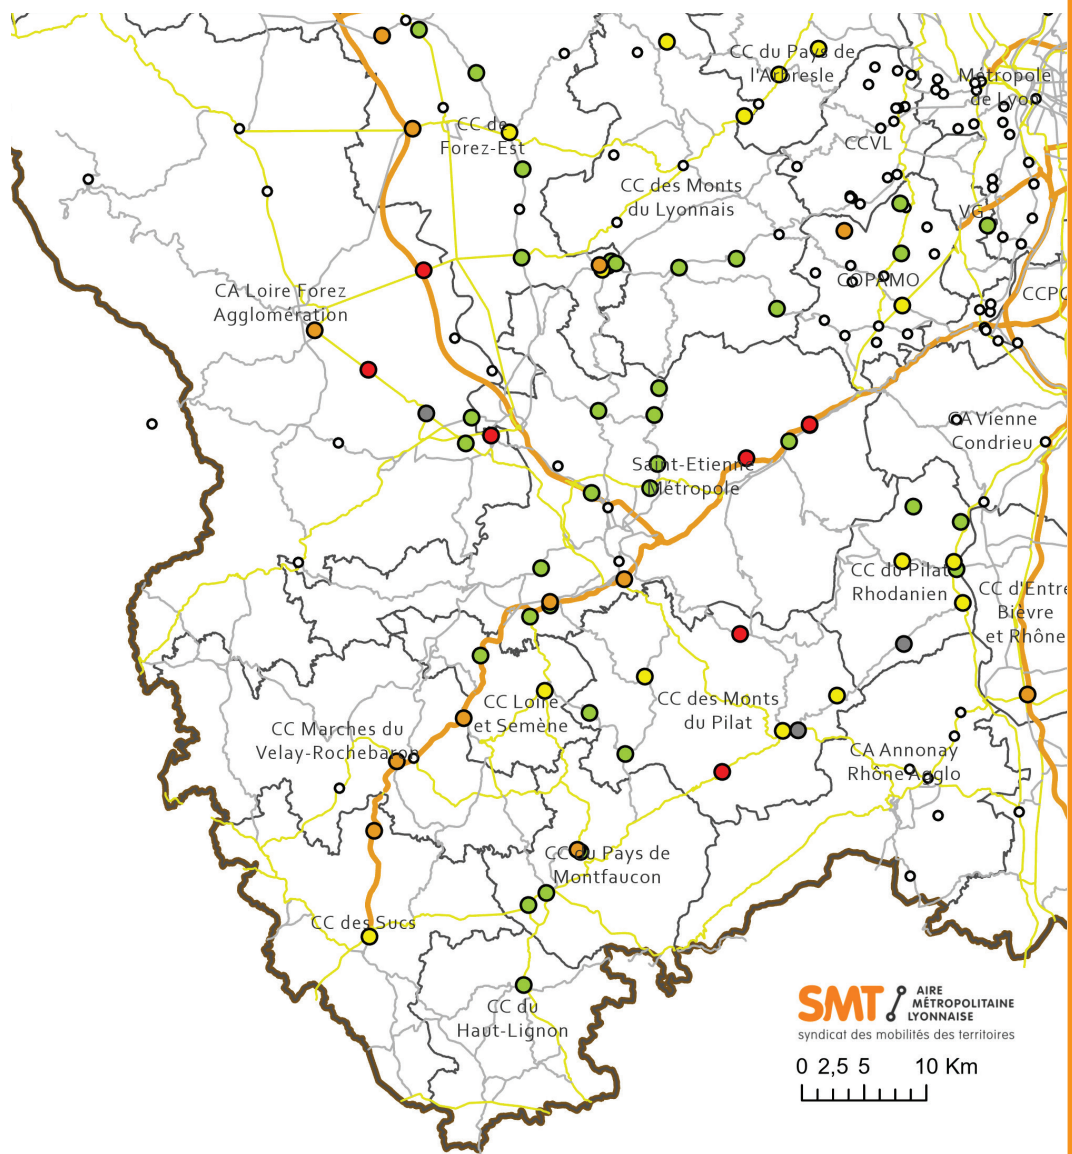 CC du Pays de
l'Arbresle
Métropole
de Lyon
CC de
Forez-Est
CCVL
CC des Monts
du Lyonnais
VG
CA Loire Forez
Agglomération
COPAMO
CCPO
CA Vienne
Condrieu
Saint-Etienne
Métropole
CC du Pilat
Rhodanien
CC d'Entre
Bièvre
et Rhône
CC Loire
et Semène
CC des Monts
du Pilat
CC Marches du
Velay-Rochebaron
CA Annonay
Rhône Agglo
CC du Pays de
Montfaucon
CC des Sucs
CC du
Haut-Lignon
SMT
AIRE
MÉTROPOLITAINE
LYONNAISE
syndicat des mobilités des territoires
0 2,5 5 10 Km